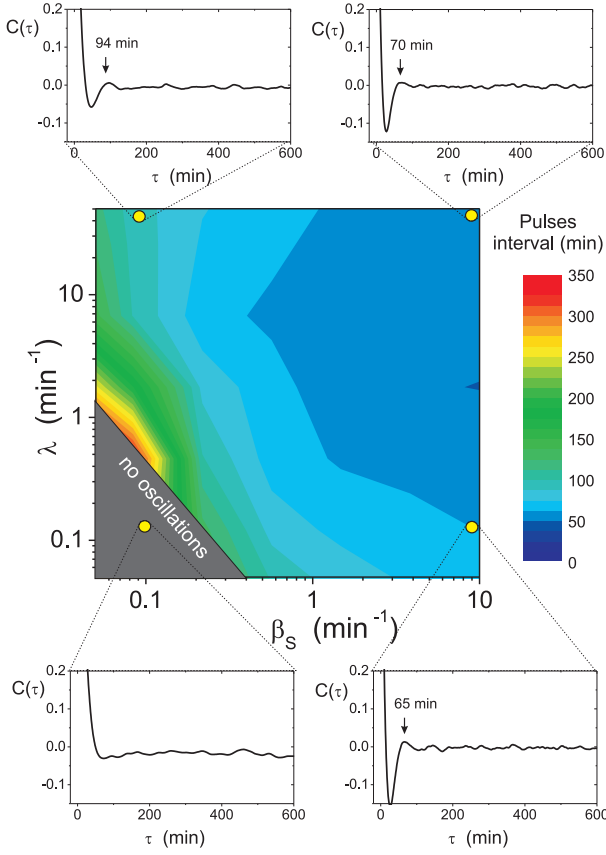 C(τ)
0.2
0.1
0.0
-0.1
94 min
0
200
400
600
τ (min)
C(τ)
0.2
0.1
0.0
-0.1
70 min
0
200
400
600
τ (min)
λ (min⁻¹)
10
1
0.1
no oscillations
0.1
1
10
β_S (min⁻¹)
Pulses
interval (min)
350
300
250
200
150
100
50
0
C(τ)
0.2
0.1
0.0
-0.1
0
200
400
600
τ (min)
C(τ)
0.2
0.1
0.0
-0.1
65 min
0
200
400
600
τ (min)